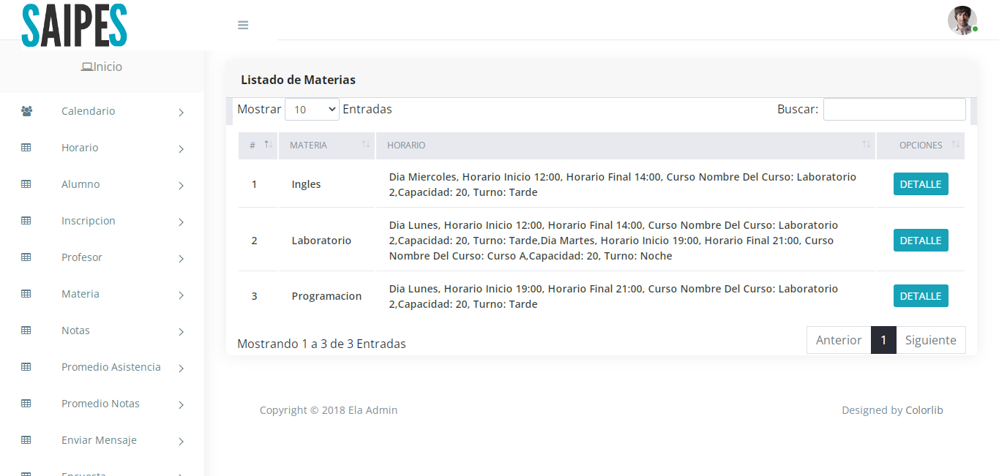 SAIPES
Inicio
Calendario
Horario
Alumno
Inscripcion
Profesor
Materia
Notas
Promedio Asistencia
Promedio Notas
Enviar Mensaje
Encuesta
Listado de Materias
Mostrar 10 Entradas Buscar:
# MATERIA HORARIO OPCIONES
1 Ingles Dia Miercoles, Horario Inicio 12:00, Horario Final 14:00, Curso Nombre Del Curso: Laboratorio
2,Capacidad: 20, Turno: Tarde DETALLE
2 Laboratorio Dia Lunes, Horario Inicio 12:00, Horario Final 14:00, Curso Nombre Del Curso: Laboratorio
2,Capacidad: 20, Turno: Tarde,Dia Martes, Horario Inicio 19:00, Horario Final 21:00, Curso
Nombre Del Curso: Curso A,Capacidad: 20, Turno: Noche DETALLE
3 Programacion Dia Lunes, Horario Inicio 19:00, Horario Final 21:00, Curso Nombre Del Curso: Laboratorio
2,Capacidad: 20, Turno: Tarde DETALLE
Mostrando 1 a 3 de 3 Entradas Anterior 1 Siguiente
Copyright © 2018 Ela Admin Designed by Colorlib